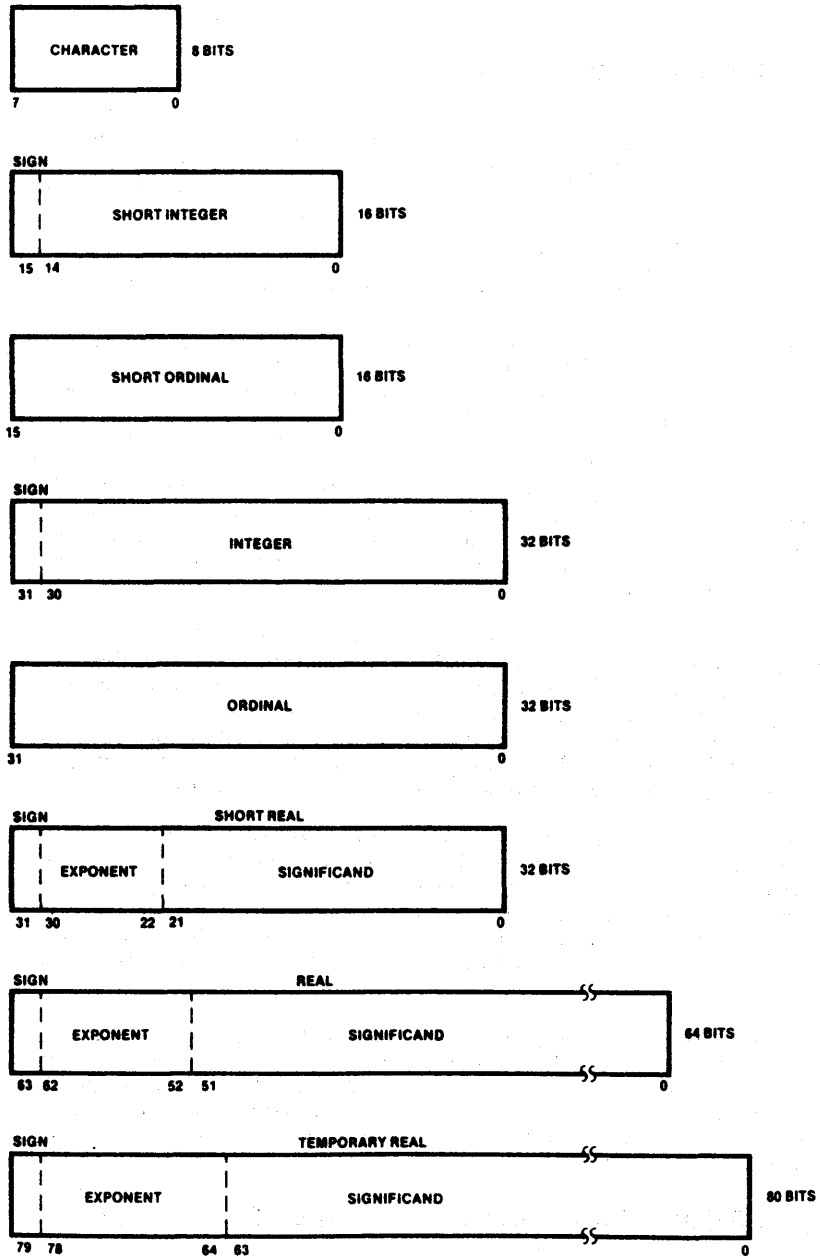 CHARACTER 8 BITS
7 0
SIGN
SHORT INTEGER 16 BITS
15 14 0
SHORT ORDINAL 16 BITS
15 0
SIGN
INTEGER 32 BITS
31 30 0
ORDINAL 32 BITS
31 0
SIGN SHORT REAL
EXPONENT SIGNIFICAND 32 BITS
31 30 22 21 0
SIGN REAL
EXPONENT SIGNIFICAND 64 BITS
63 62 52 51 0
SIGN TEMPORARY REAL
EXPONENT SIGNIFICAND 80 BITS
79 78 64 63 0